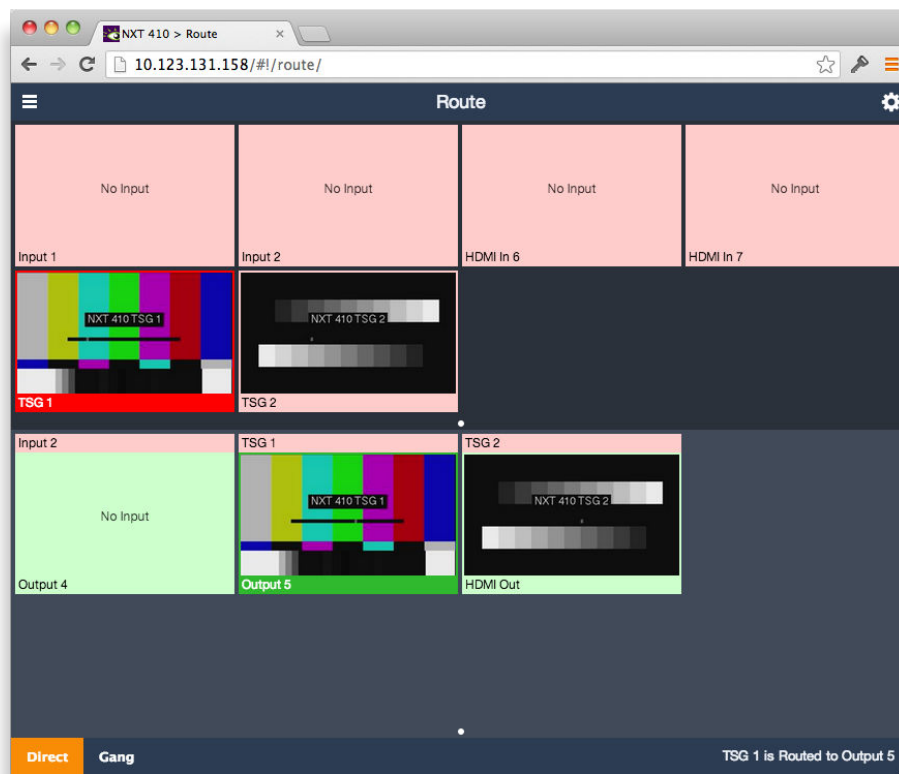 NXT 410 > Route
10.123.131.158/#!/route/
Route
No Input
No Input
No Input
No Input
Input 1
Input 2
HDMI In 6
HDMI In 7
NXT 410 TSG 1
NXT 410 TSG 2
TSG 1
TSG 2
Input 2
TSG 1
TSG 2
No Input
NXT 410 TSG 1
NXT 410 TSG 2
Output 4
Output 5
HDMI Out
Direct
Gang
TSG 1 is Routed to Output 5